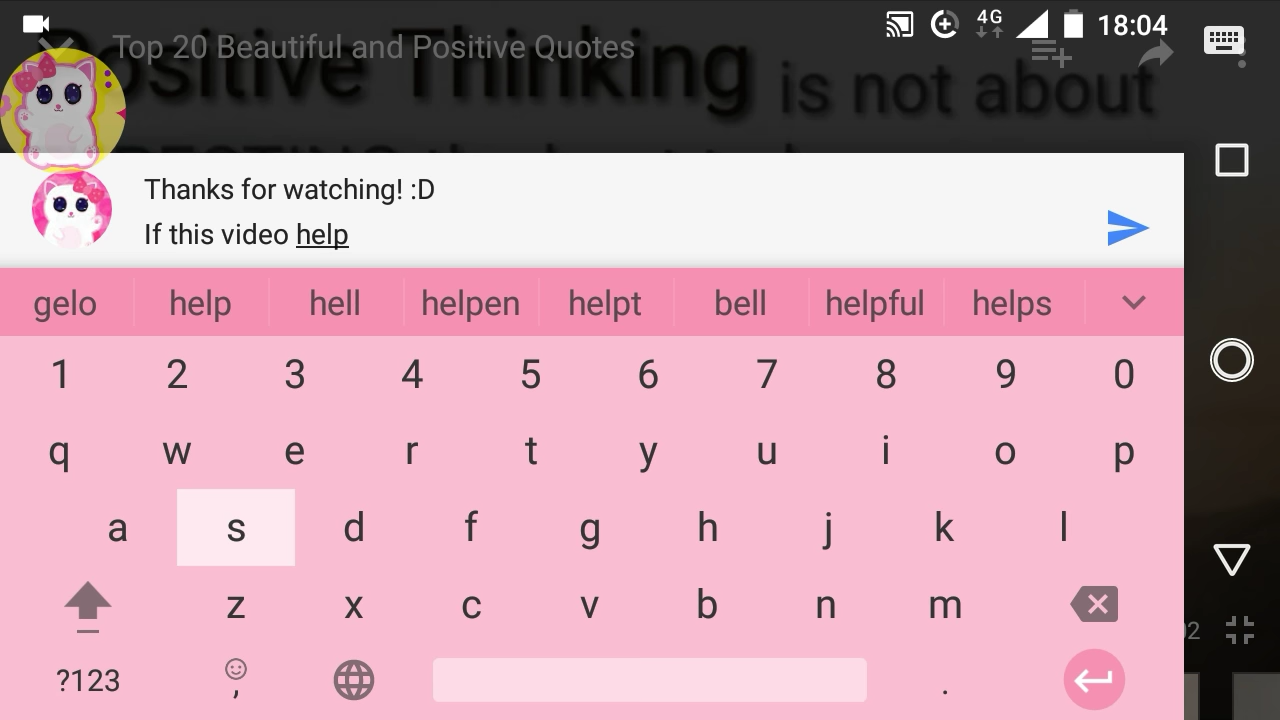 4G 18:04
Top 20 Beautiful and Positive Quotes
Positive Thinking is not about
Thanks for watching! :D
If this video help
gelo help hell helpen helpt bell helpful helps
1 2 3 4 5 6 7 8 9 0
q w e r t y u i o p
a s d f g h j k l
z x c v b n m
02
?123 , .